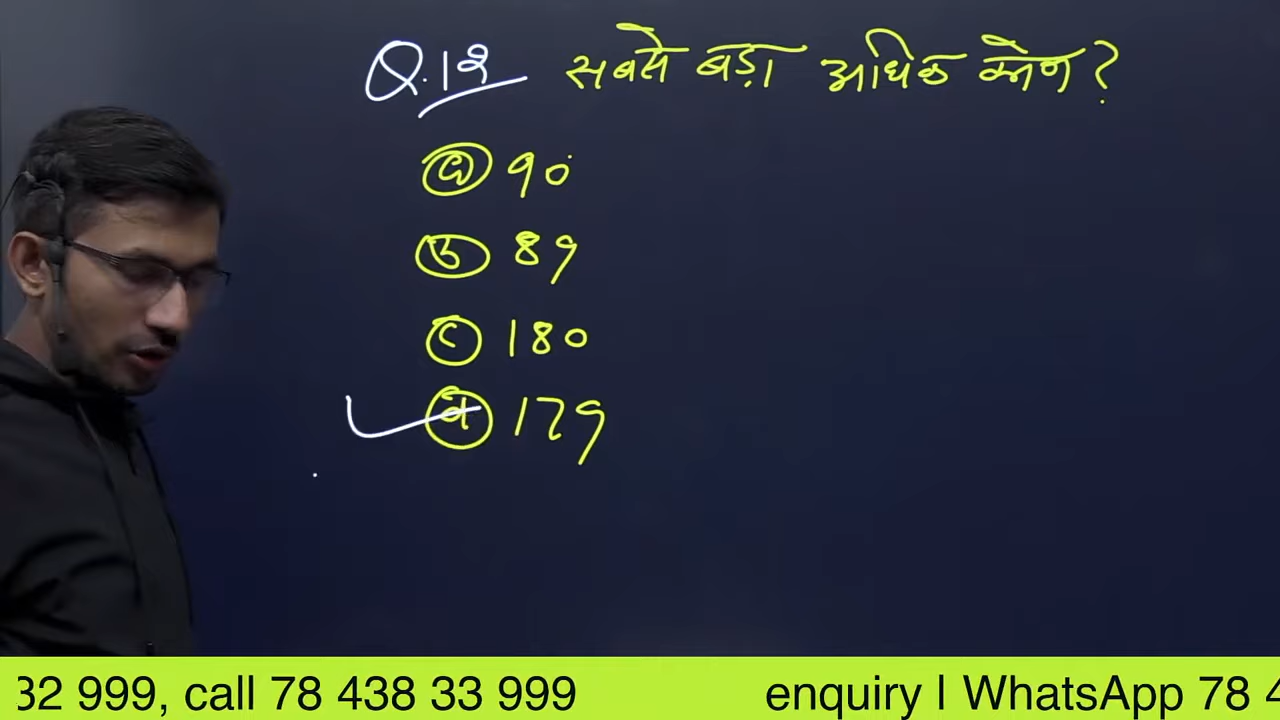 Q.12 सबसे बड़ा अधिक कोण ?
(a) 90
(b) 89
(c) 180
(d) 179
32 999, call 78 438 33 999 enquiry | WhatsApp 78 4